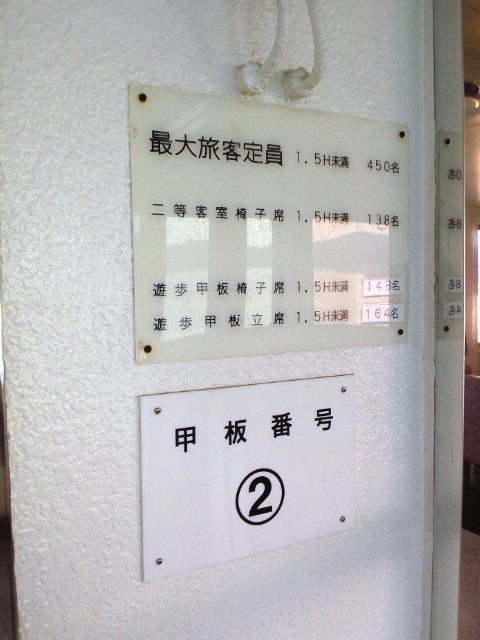 最大旅客定員 1.5H未満 450名
二等客室椅子席 1.5H未満 138名
遊歩甲板椅子席 1.5H未満 148名
遊歩甲板立席 1.5H未満 164名
甲板番号
②